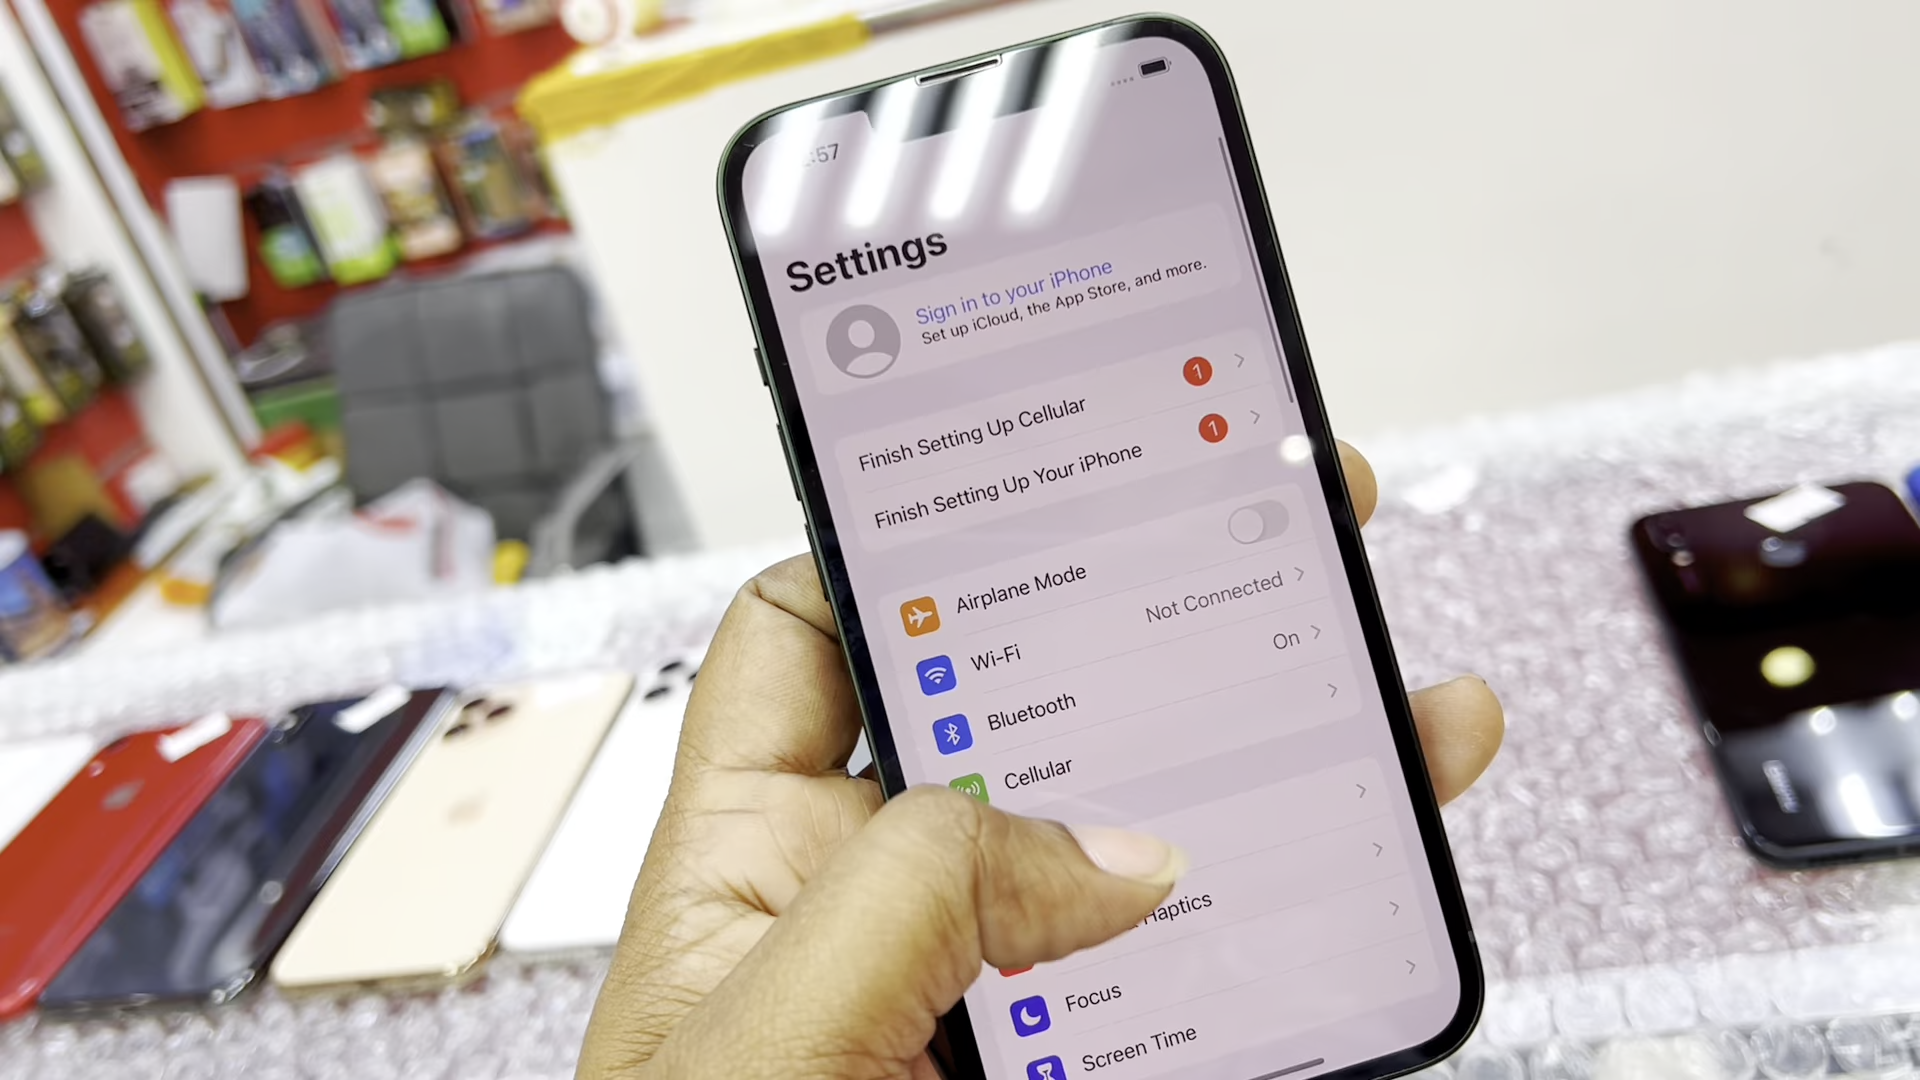 :57
Settings
Sign in to your iPhone
Set up iCloud, the App Store, and more.
Finish Setting Up Cellular 1
Finish Setting Up Your iPhone 1
Airplane Mode
Wi-Fi Not Connected
Bluetooth On
Cellular
Haptics
Focus
Screen Time